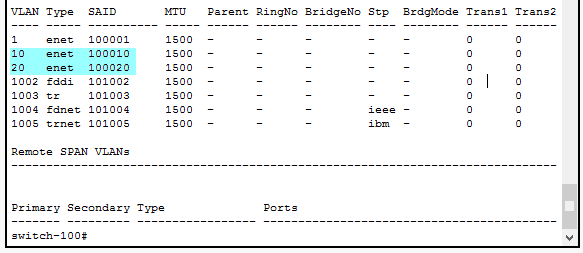 VLAN Type SAID MTU Parent RingNo BridgeNo Stp BrdgMode Trans1 Trans2
---- ----- ---------- ----- ------ ------ -------- ---- -------- ------ ------
1 enet 100001 1500 - - - - - 0 0
10 enet 100010 1500 - - - - - 0 0
20 enet 100020 1500 - - - - - 0 0
1002 fddi 101002 1500 - - - - - 0 0
1003 tr 101003 1500 - - - - - 0 0
1004 fdnet 101004 1500 - - - ieee - 0 0
1005 trnet 101005 1500 - - - ibm - 0 0
Remote SPAN VLANs
------------------------------------------------------------------------------
Primary Secondary Type Ports
------- --------- ----------------- ------------------------------------------
switch-100#